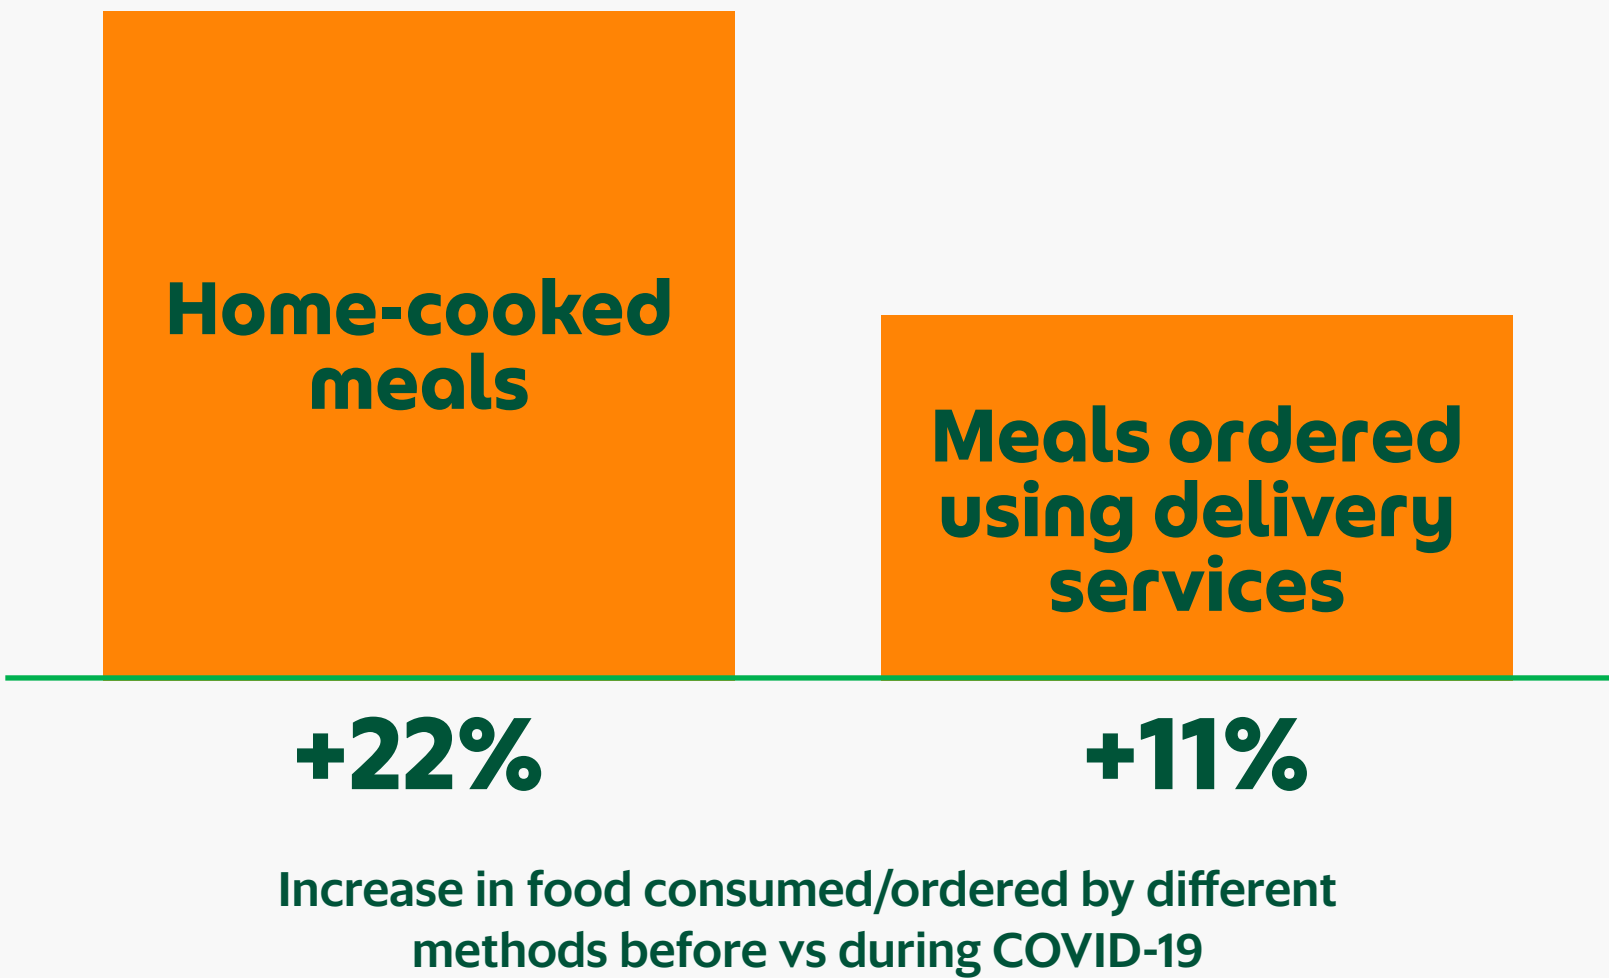 Home-cooked
meals
Meals ordered
using delivery
services
+22%
+11%
Increase in food consumed/ordered by different
methods before vs during COVID-19